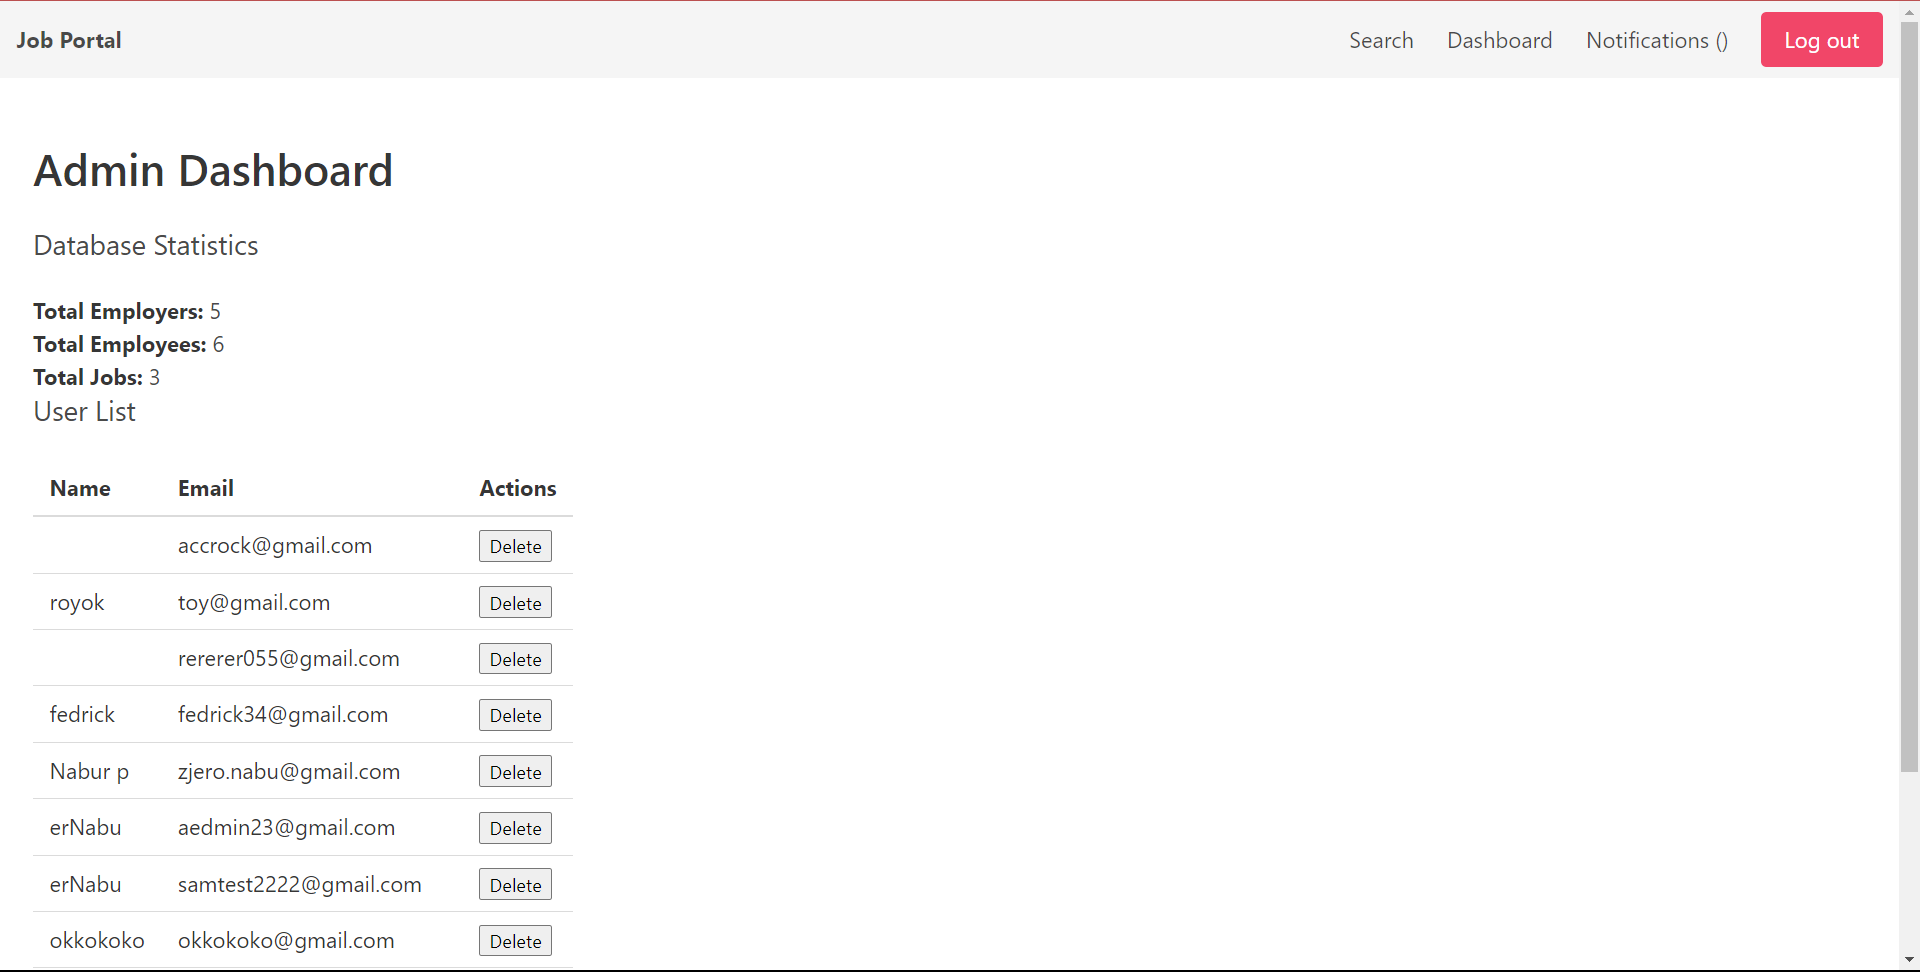 Job Portal Search Dashboard Notifications () Log out
Admin Dashboard
Database Statistics
Total Employers: 5
Total Employees: 6
Total Jobs: 3
User List
Name Email Actions
accrock@gmail.com Delete
royok toy@gmail.com Delete
rererer055@gmail.com Delete
fedrick fedrick34@gmail.com Delete
Nabur p zjero.nabu@gmail.com Delete
erNabu aedmin23@gmail.com Delete
erNabu samtest2222@gmail.com Delete
okkokoko okkokoko@gmail.com Delete